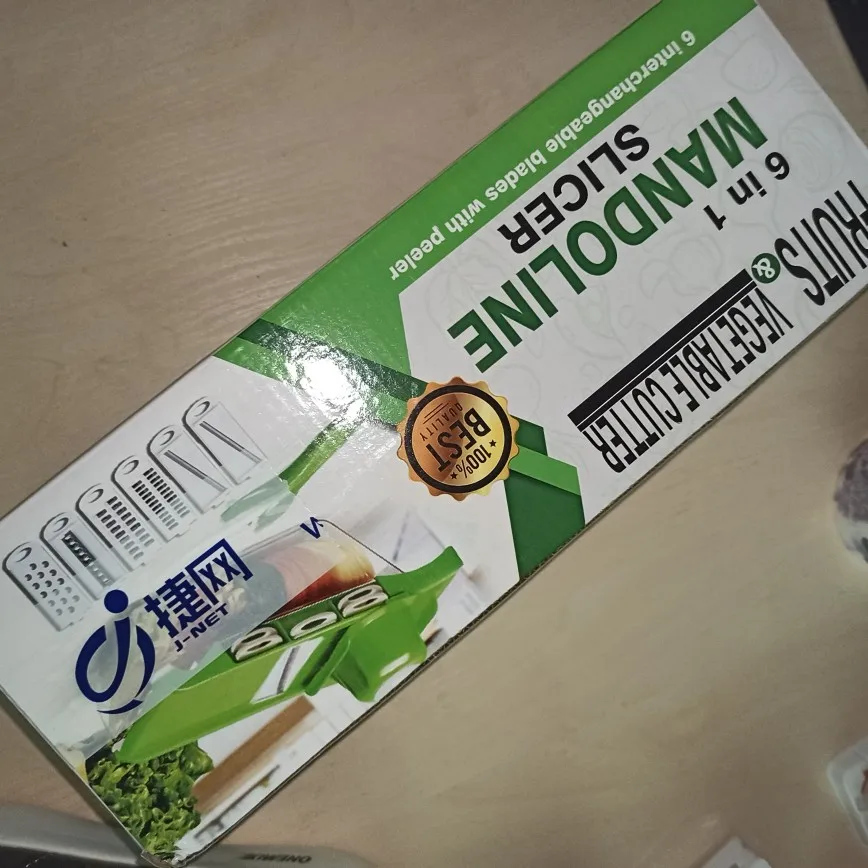 FRUITS &
VEGETABLE CUTTER
6 in 1
MANDOLINE
SLICER
6 interchangeable blades with peeler
100%
BEST
QUALITY
捷网
J-NET